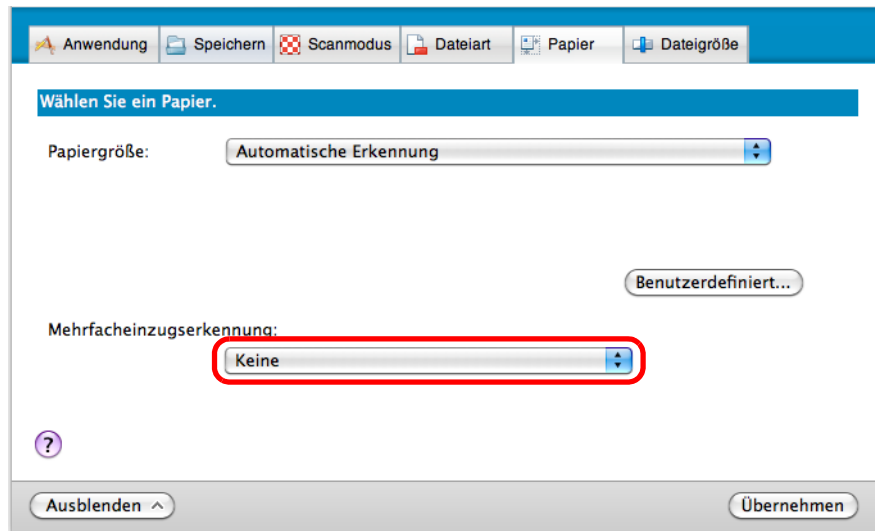 Anwendung Speichern Scanmodus Dateiart Papier Dateigröße
Wählen Sie ein Papier.
Papiergröße: Automatische Erkennung
Benutzerdefiniert...
Mehrfacheinzugserkennung:
Keine
?
Ausblenden Übernehmen